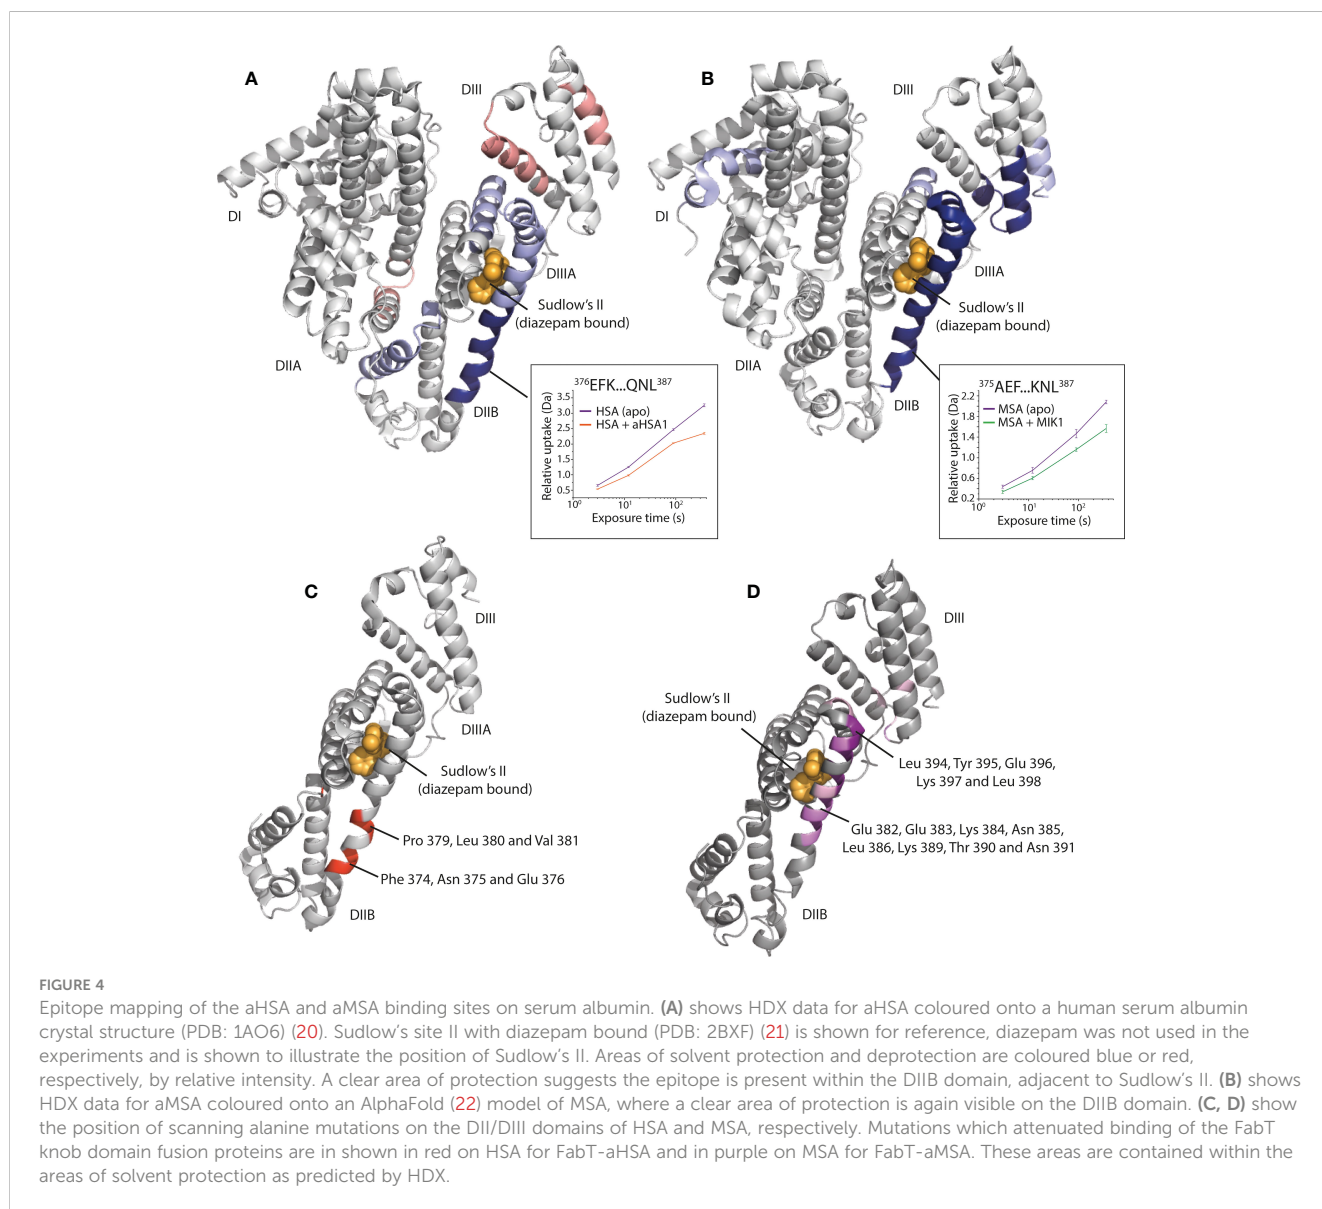 A
DIII
DI
DIIIA
Sudlow's II
(diazepam bound)
DIIA
DIIB
³⁷⁶EFK...QNL³⁸⁷
Relative uptake (Da)
3.5
3.0
2.5
2.0
1.5
1.0
0.5
HSA (apo)
HSA + aHSA1
10⁰ 10¹ 10² 
Exposure time (s)
B
DIII
DI
DIIIA
Sudlow's II
(diazepam bound)
DIIA
DIIB
³⁷⁵AEF...KNL³⁸⁷
Relative uptake (Da)
2.2
1.8
1.4
1.0
0.6
0.2
MSA (apo)
MSA + MIK1
10⁰ 10¹ 10²
Exposure time (s)
C
DIII
DIIIA
Sudlow's II
(diazepam bound)
Pro 379, Leu 380 and Val 381
Phe 374, Asn 375 and Glu 376
DIIB
D
DIII
Sudlow's II
(diazepam bound)
Leu 394, Tyr 395, Glu 396,
Lys 397 and Leu 398
Glu 382, Glu 383, Lys 384, Asn 385,
Leu 386, Lys 389, Thr 390 and Asn 391
DIIB
FIGURE 4
Epitope mapping of the aHSA and aMSA binding sites on serum albumin. (A) shows HDX data for aHSA coloured onto a human serum albumin
crystal structure (PDB: 1AO6) (20). Sudlow's site II with diazepam bound (PDB: 2BXF) (21) is shown for reference, diazepam was not used in the
experiments and is shown to illustrate the position of Sudlow's II. Areas of solvent protection and deprotection are coloured blue or red,
respectively, by relative intensity. A clear area of protection suggests the epitope is present within the DIIB domain, adjacent to Sudlow's II. (B) shows
HDX data for aMSA coloured onto an AlphaFold (22) model of MSA, where a clear area of protection is again visible on the DIIB domain. (C, D) show
the position of scanning alanine mutations on the DII/DIII domains of HSA and MSA, respectively. Mutations which attenuated binding of the FabT
knob domain fusion proteins are in shown in red on HSA for FabT-aHSA and in purple on MSA for FabT-aMSA. These areas are contained within the
areas of solvent protection as predicted by HDX.